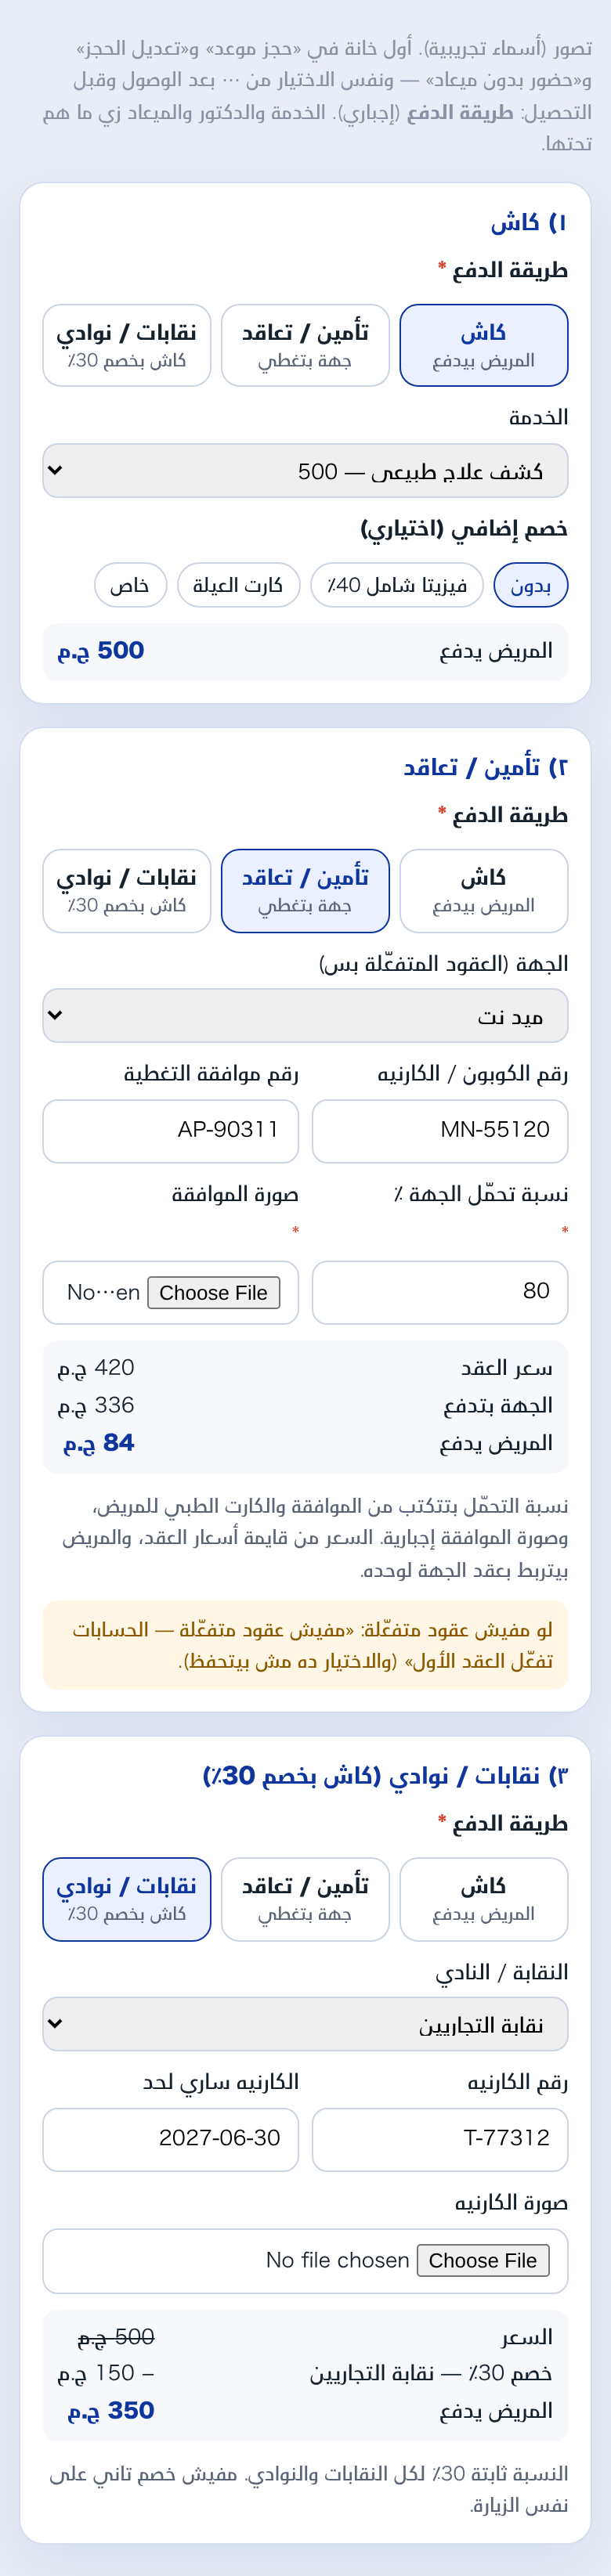 تصور (أسماء تجريبية). أول خانة في «حجز موعد» و«تعديل الحجز»
و«حضور بدون ميعاد» — ونفس الاختيار من ⋯ بعد الوصول وقبل
التحصيل: طريقة الدفع (إجباري). الخدمة والدكتور والميعاد زي ما هم
تحتها.
١) كاش
طريقة الدفع *
كاش
المريض بيدفع
تأمين / تعاقد
جهة بتغطي
نقابات / نوادي
كاش بخصم 30٪
الخدمة
كشف علاج طبيعي — 500
خصم إضافي (اختياري)
بدون
فيزيتا شامل 40٪
كارت العيلة
خاص
المريض يدفع
500 ج.م
٢) تأمين / تعاقد
طريقة الدفع *
كاش
المريض بيدفع
تأمين / تعاقد
جهة بتغطي
نقابات / نوادي
كاش بخصم 30٪
الجهة (العقود المتفعّلة بس)
ميد نت
رقم الكوبون / الكارنيه
رقم موافقة التغطية
MN-55120
AP-90311
نسبة تحمّل الجهة ٪
*
صورة الموافقة
*
80
Choose File No⋯en
سعر العقد
420 ج.م
الجهة بتدفع
336 ج.م
المريض يدفع
84 ج.م
نسبة التحمّل بتتكتب من الموافقة والكارت الطبي للمريض،
وصورة الموافقة إجبارية. السعر من قايمة أسعار العقد، والمريض
بيتربط بعقد الجهة لوحده.
لو مفيش عقود متفعّلة: «مفيش عقود متفعّلة — الحسابات
تفعّل العقد الأول» (والاختيار ده مش بيتحفظ).
٣) نقابات / نوادي (كاش بخصم 30٪)
طريقة الدفع *
كاش
المريض بيدفع
تأمين / تعاقد
جهة بتغطي
نقابات / نوادي
كاش بخصم 30٪
النقابة / النادي
نقابة التجاريين
رقم الكارنيه
الكارنيه ساري لحد
T-77312
2027-06-30
صورة الكارنيه
Choose File No file chosen
السعر
500 ج.م
خصم 30٪ — نقابة التجاريين
− 150 ج.م
المريض يدفع
350 ج.م
النسبة ثابتة 30٪ لكل النقابات والنوادي. مفيش خصم تاني على
نفس الزيارة.